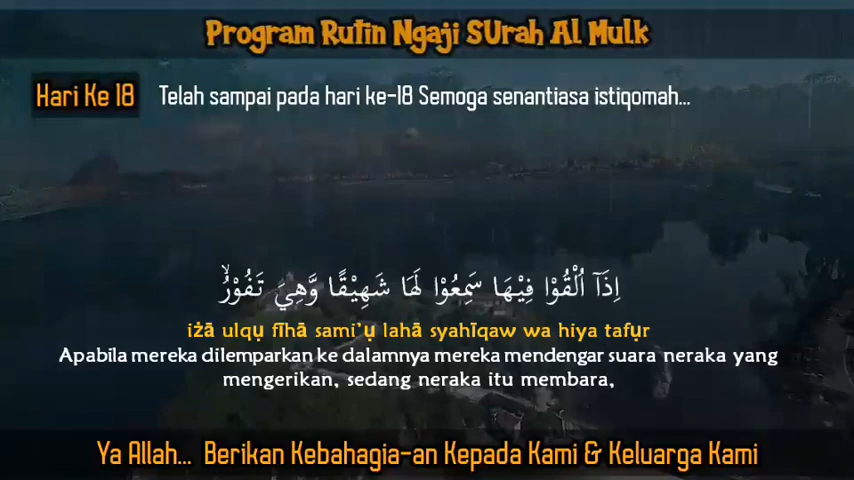 Program Rutin Ngaji SUrah Al Mulk
Hari Ke 18
Telah sampai pada hari ke-18 Semoga senantiasa istiqomah...
اِذَآ اُلْقُوْا فِيْهَا سَمِعُوْا لَهَا شَهِيْقًا وَّهِيَ تَفُوْرُۙ
iżā ulqụ fīhā sami'ụ lahā syahīqaw wa hiya tafụr
Apabila mereka dilemparkan ke dalamnya mereka mendengar suara neraka yang
mengerikan, sedang neraka itu membara,
Ya Allah... Berikan Kebahagia-an Kepada Kami & Keluarga Kami